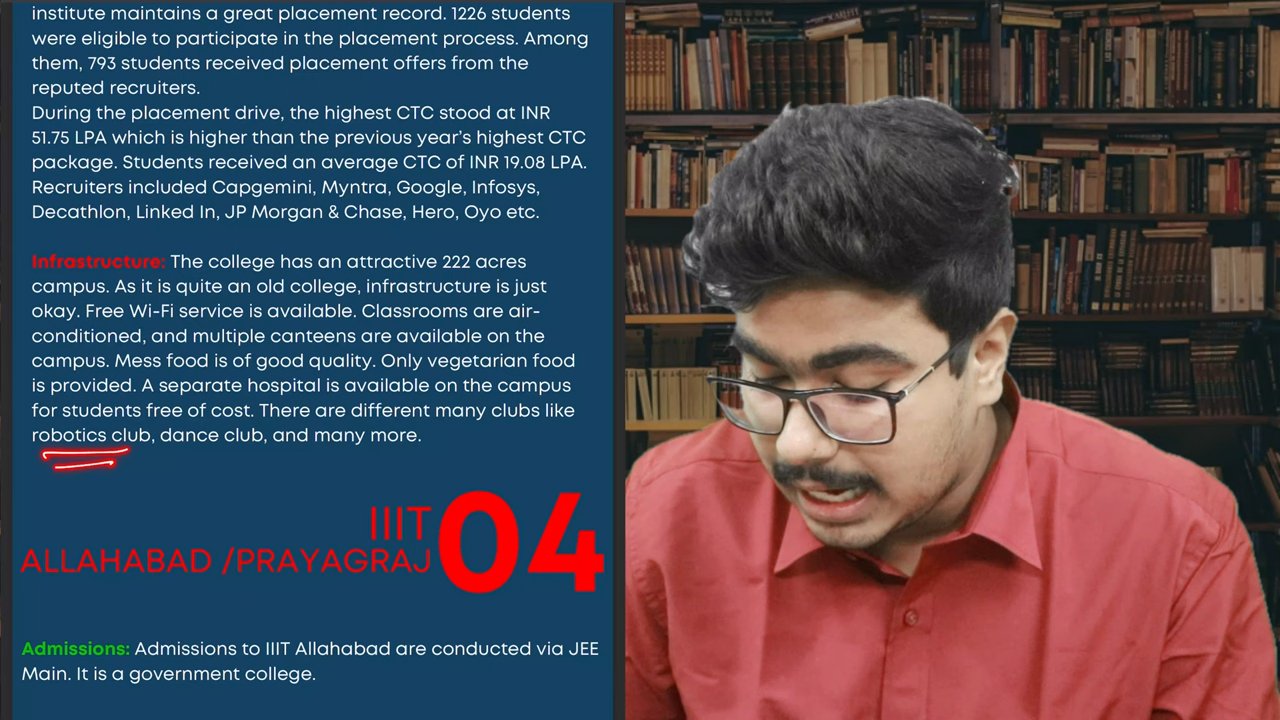 institute maintains a great placement record. 1226 students
were eligible to participate in the placement process. Among
them, 793 students received placement offers from the
reputed recruiters.
During the placement drive, the highest CTC stood at INR
51.75 LPA which is higher than the previous year's highest CTC
package. Students received an average CTC of INR 19.08 LPA.
Recruiters included Capgemini, Myntra, Google, Infosys,
Decathlon, Linked In, JP Morgan & Chase, Hero, Oyo etc.
Infrastructure: The college has an attractive 222 acres
campus. As it is quite an old college, infrastructure is just
okay. Free Wi-Fi service is available. Classrooms are air-
conditioned, and multiple canteens are available on the
campus. Mess food is of good quality. Only vegetarian food
is provided. A separate hospital is available on the campus
for students free of cost. There are different many clubs like
robotics club, dance club, and many more.
IIIT
ALLAHABAD /PRAYAGRAJ
04
Admissions: Admissions to IIIT Allahabad are conducted via JEE
Main. It is a government college.